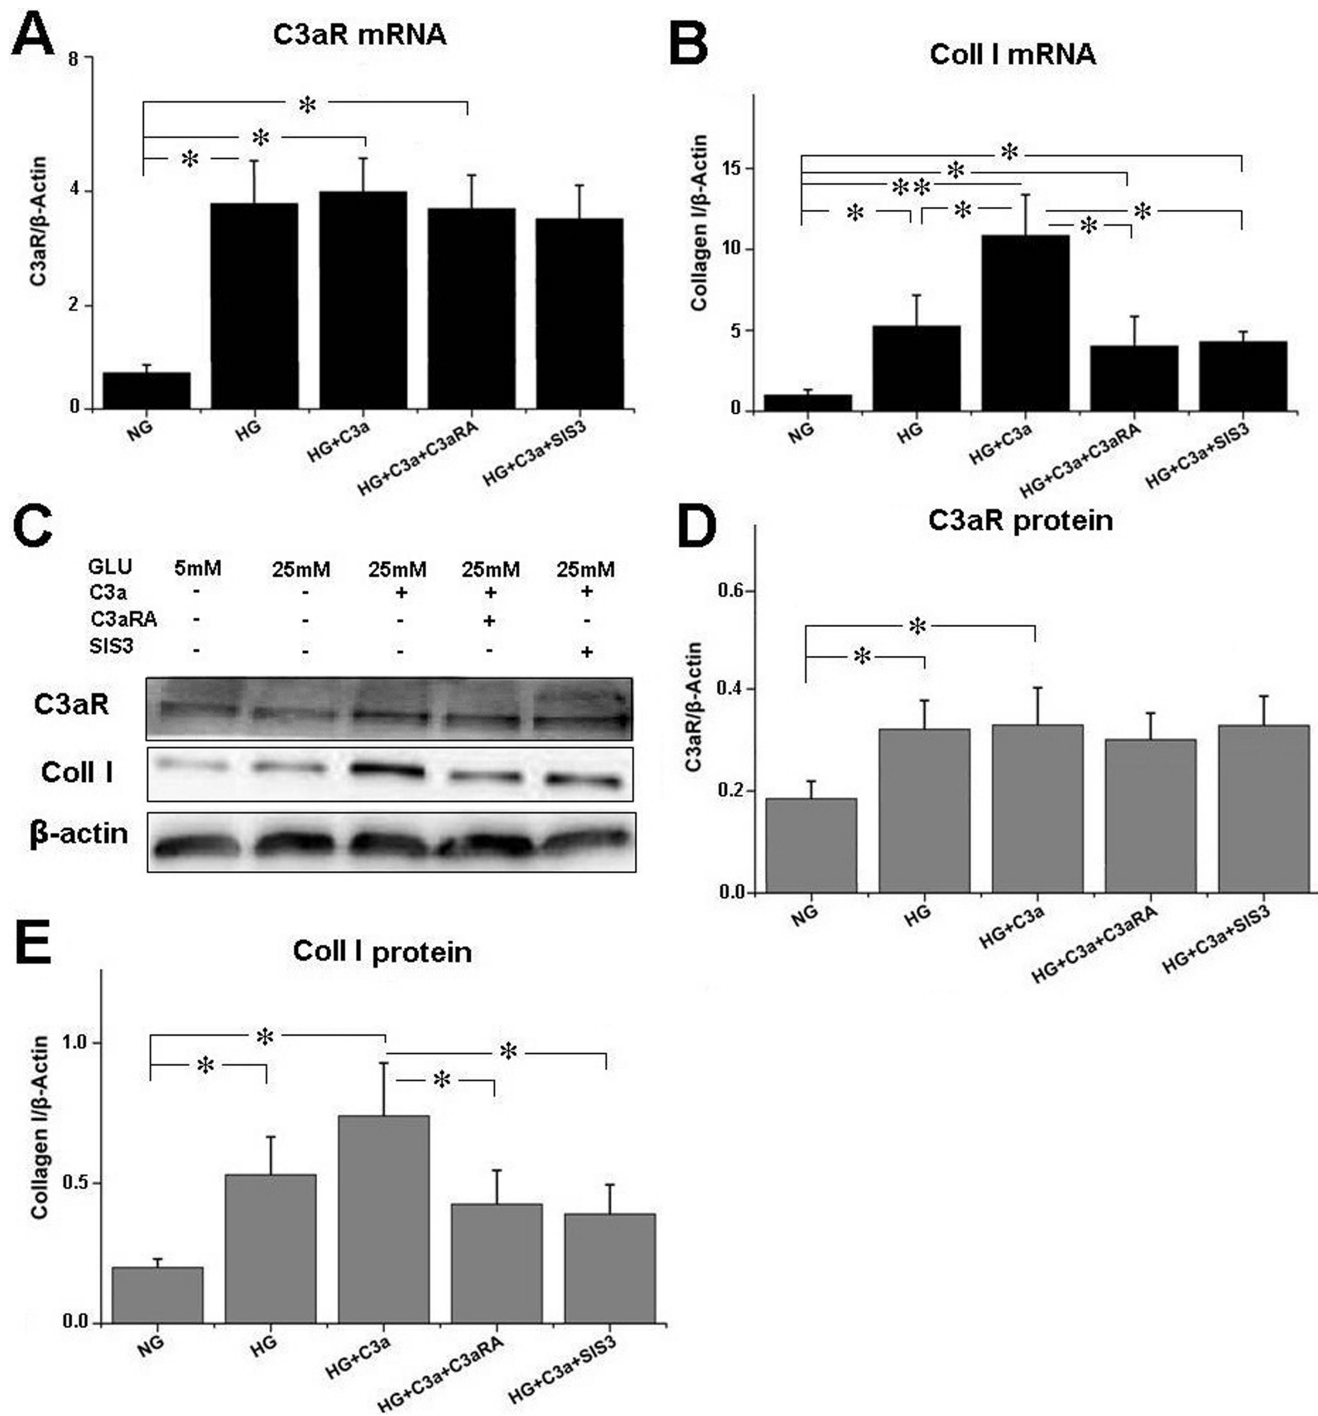 A
C3aR mRNA
C3aR/β-Actin
8
4
2
0
*
*
*
NG
HG
HG+C3a
HG+C3a+C3aRA
HG+C3a+SIS3
B
Coll I mRNA
Collagen I/β-Actin
15
10
5
0
*
*
**
*
*
*
*
NG
HG
HG+C3a
HG+C3a+C3aRA
HG+C3a+SIS3
C
GLU 5mM 25mM 25mM 25mM 25mM
C3a - - + + +
C3aRA - - - + -
SIS3 - - - - +
C3aR
Coll I
β-actin
D
C3aR protein
C3aR/β-Actin
0.6
0.4
0.2
0.0
*
*
NG
HG
HG+C3a
HG+C3a+C3aRA
HG+C3a+SIS3
E
Coll I protein
Collagen I/β-Actin
1.0
0.5
0.0
*
*
*
*
NG
HG
HG+C3a
HG+C3a+C3aRA
HG+C3a+SIS3